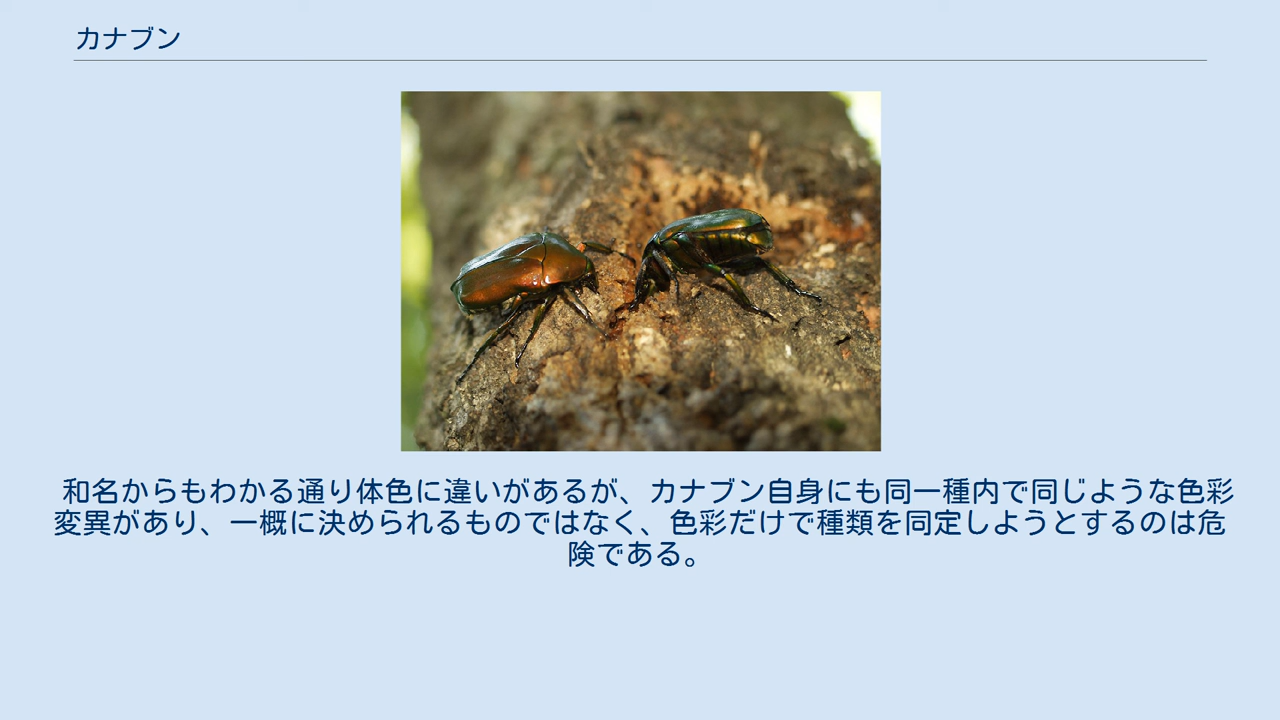 カナブン
和名からもわかる通り体色に違いがあるが、カナブン自身にも同一種内で同じような色彩
変異があり、一概に決められるものではなく、色彩だけで種類を同定しようとするのは危
険である。